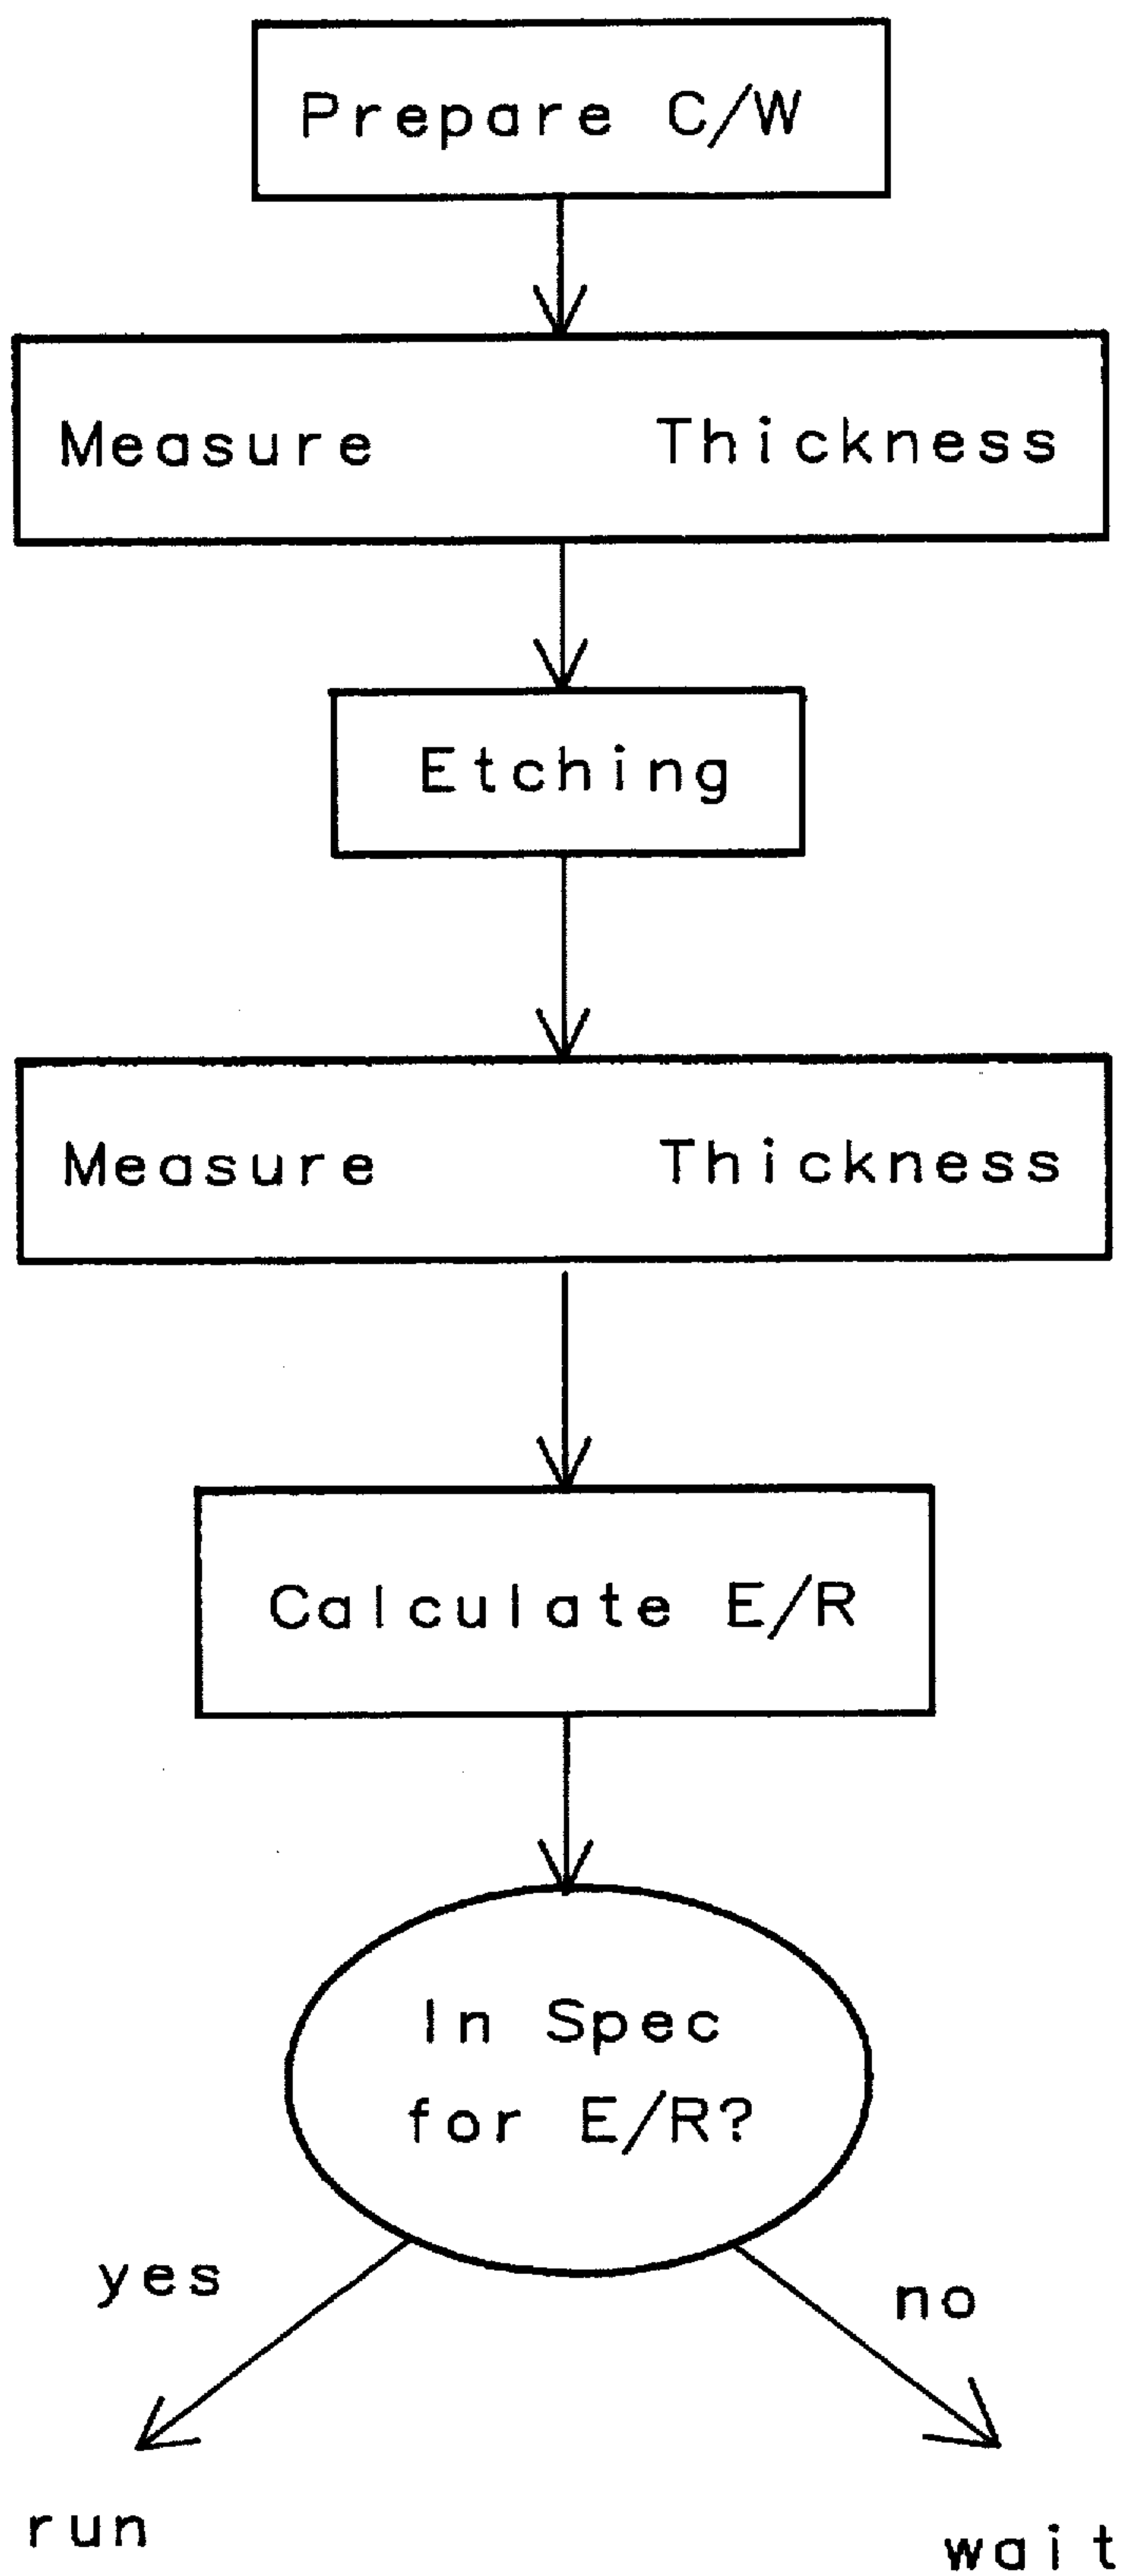 Prepare C/W
Measure Thickness
Etching
Measure Thickness
Calculate E/R
In Spec
for E/R?
yes
no
run
wait